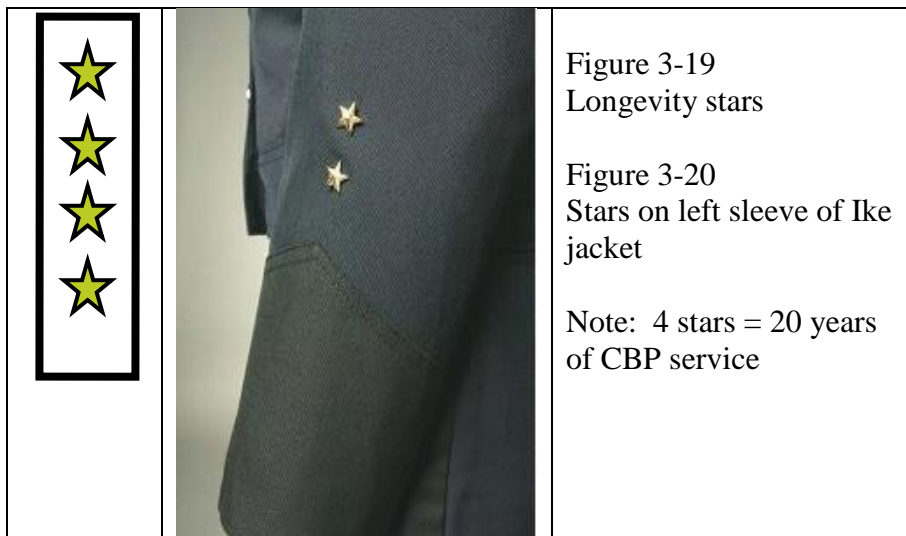 Figure 3-19
Longevity stars
Figure 3-20
Stars on left sleeve of Ike
jacket
Note:  4 stars = 20 years
of CBP service